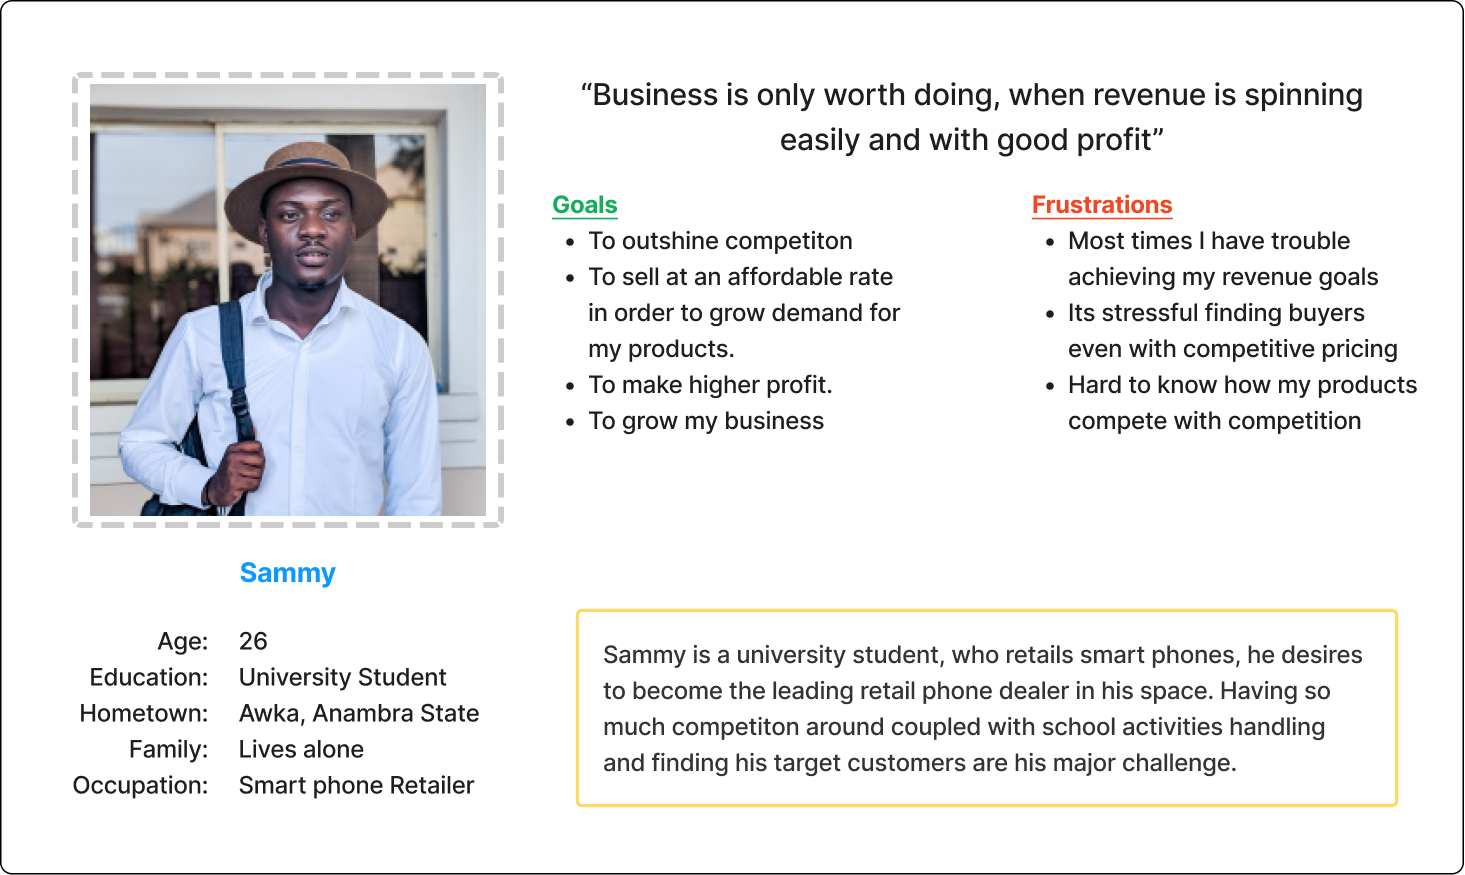 “Business is only worth doing, when revenue is spinning
easily and with good profit”
Goals
• To outshine competiton
• To sell at an affordable rate
in order to grow demand for
my products.
• To make higher profit.
• To grow my business
Frustrations
• Most times I have trouble
achieving my revenue goals
• Its stressful finding buyers
even with competitive pricing
• Hard to know how my products
compete with competition
Sammy
Age: 26
Education: University Student
Hometown: Awka, Anambra State
Family: Lives alone
Occupation: Smart phone Retailer
Sammy is a university student, who retails smart phones, he desires
to become the leading retail phone dealer in his space. Having so
much competiton around coupled with school activities handling
and finding his target customers are his major challenge.